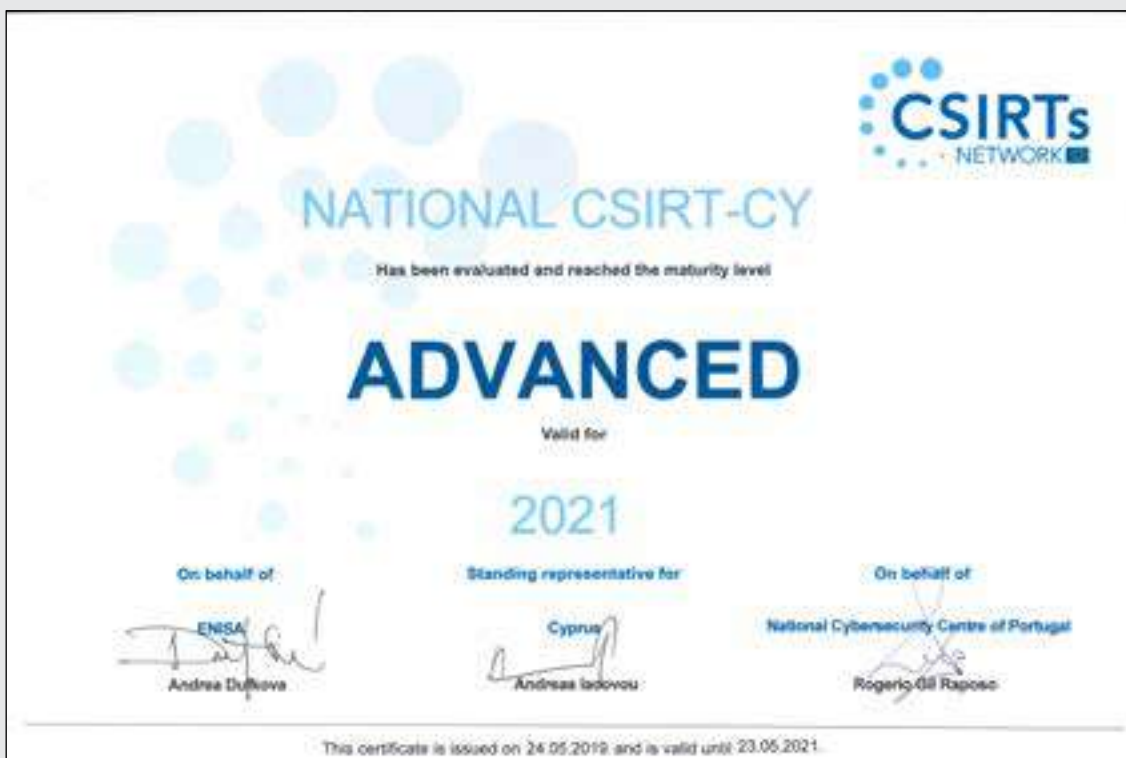 CSIRTs
NETWORK
NATIONAL CSIRT-CY
Has been evaluated and reached the maturity level
ADVANCED
Valid for
2021
On behalf of
Standing representative for
On behalf of
ENISA
Cyprus
National Cybersecurity Centre of Portugal
Andrea Dufkova
Andreas Iacovou
Rogerio Gil Raposo
This certificate is issued on 24.05.2019 and is valid until 23.05.2021.